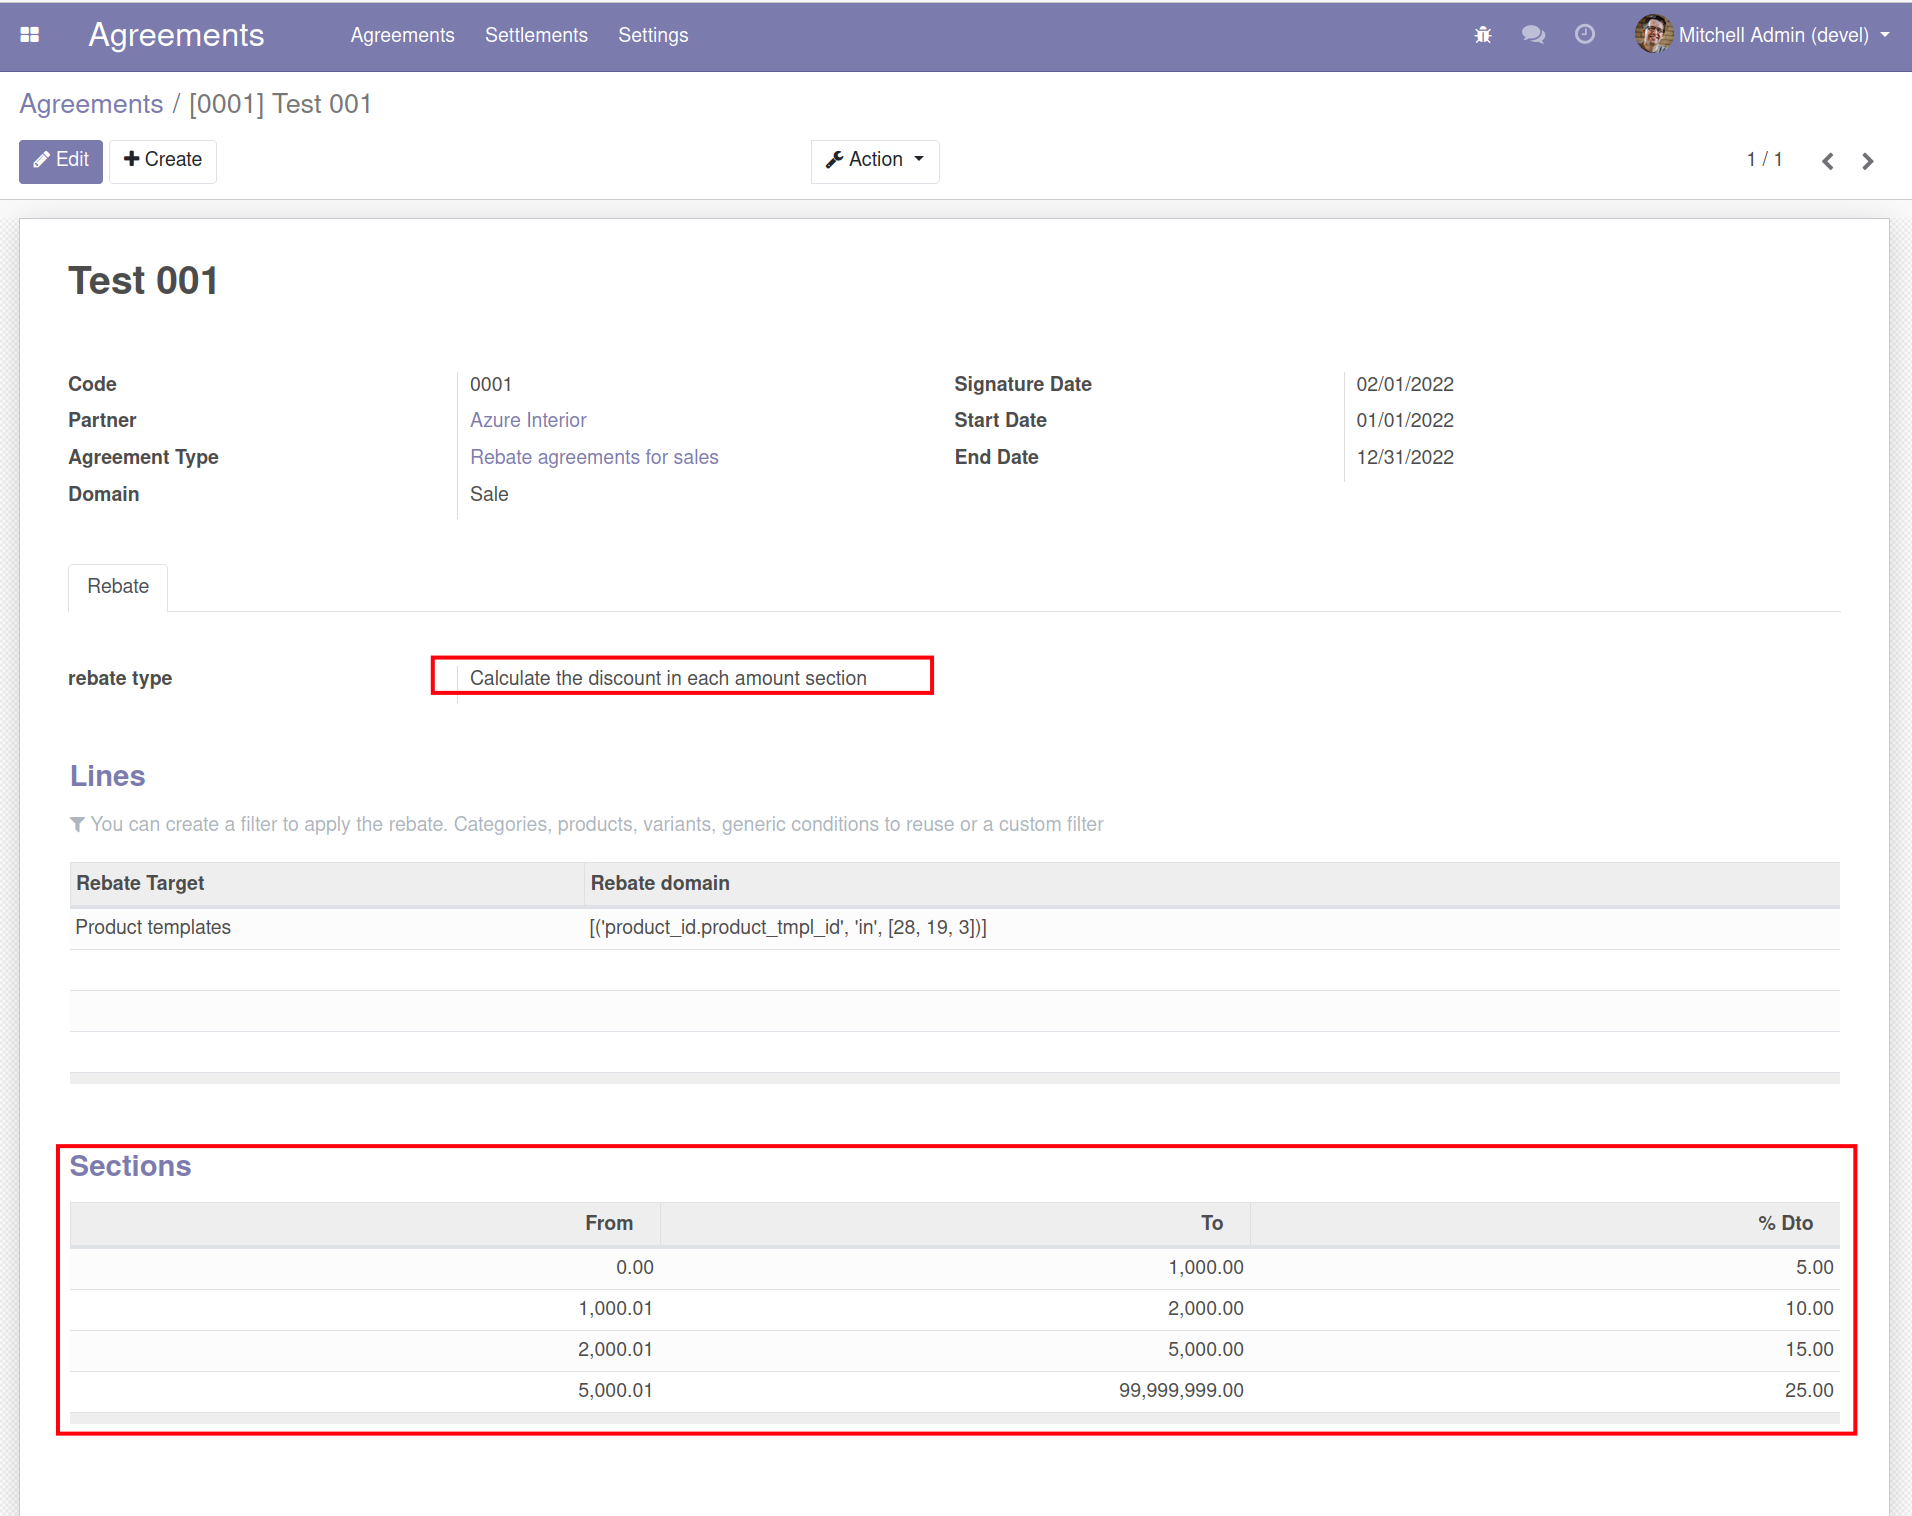 Agreements Agreements Settlements Settings Mitchell Admin (devel)
Agreements / [0001] Test 001
Edit Create Action 1 / 1
Test 001
Code 0001 Signature Date 02/01/2022
Partner Azure Interior Start Date 01/01/2022
Agreement Type Rebate agreements for sales End Date 12/31/2022
Domain Sale
Rebate
rebate type Calculate the discount in each amount section
Lines
You can create a filter to apply the rebate. Categories, products, variants, generic conditions to reuse or a custom filter
Rebate Target Rebate domain
Product templates [('product_id.product_tmpl_id', 'in', [28, 19, 3])]
Sections
From To % Dto
0.00 1,000.00 5.00
1,000.01 2,000.00 10.00
2,000.01 5,000.00 15.00
5,000.01 99,999,999.00 25.00